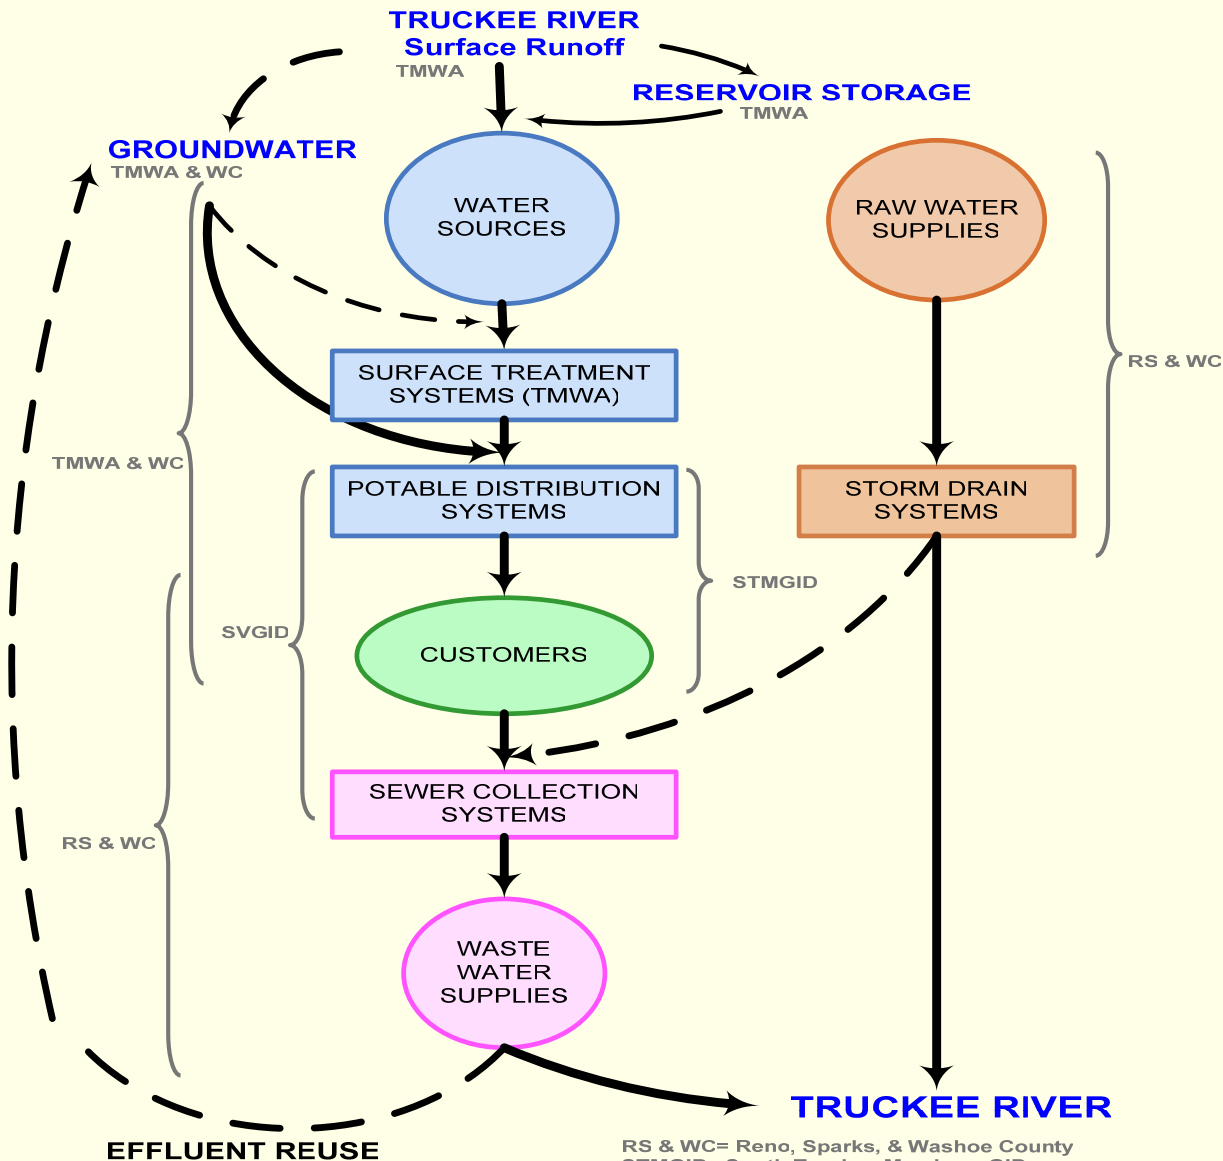 TRUCKEE RIVER
Surface Runoff
TMWA
RESERVOIR STORAGE
TMWA
GROUNDWATER
TMWA & WC
WATER
SOURCES
RAW WATER
SUPPLIES
RS & WC
SURFACE TREATMENT
SYSTEMS (TMWA)
TMWA & WC
POTABLE DISTRIBUTION
SYSTEMS
STORM DRAIN
SYSTEMS
STMGID
SVGID
CUSTOMERS
SEWER COLLECTION
SYSTEMS
RS & WC
WASTE
WATER
SUPPLIES
TRUCKEE RIVER
EFFLUENT REUSE
RS & WC= Reno, Sparks, & Washoe County